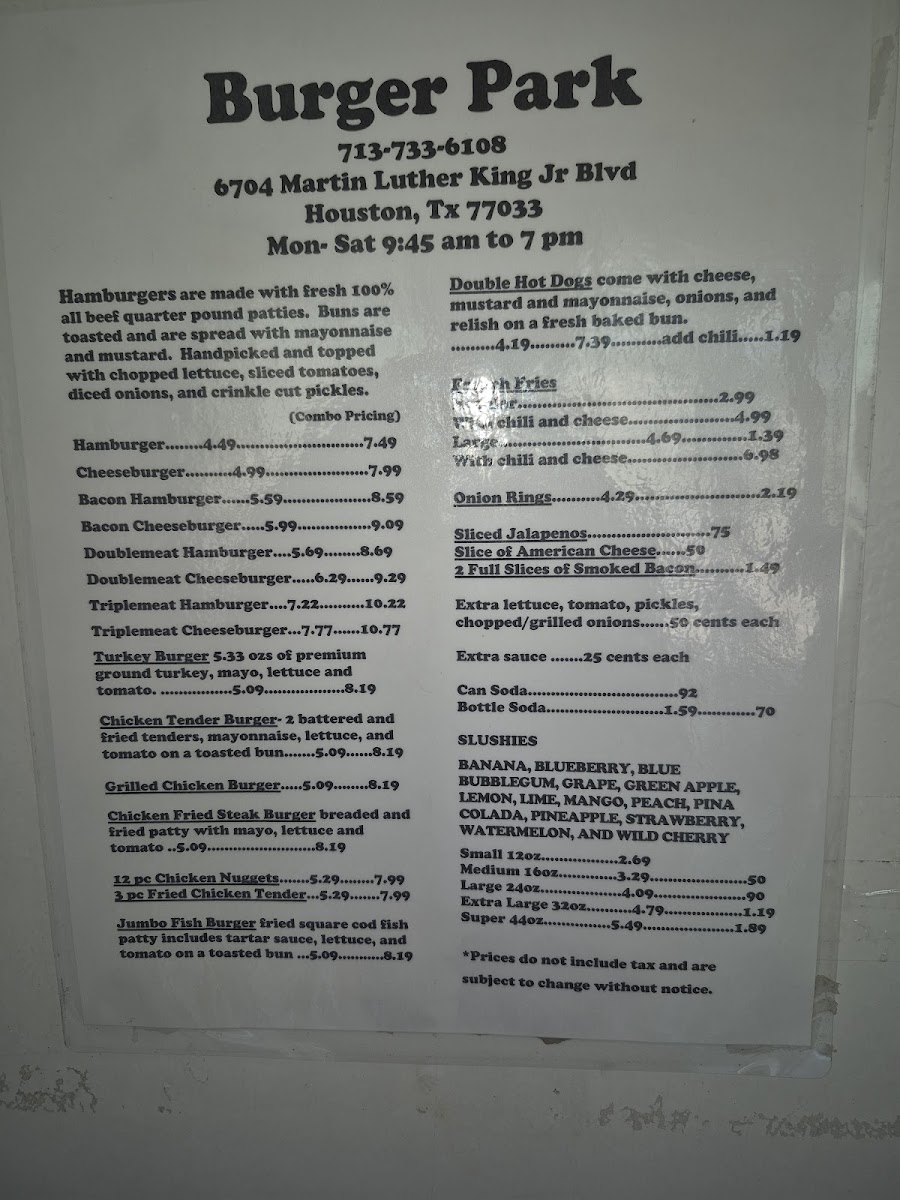 Burger Park
713-733-6108
6704 Martin Luther King Jr Blvd
Houston, Tx 77033
Mon- Sat 9:45 am to 7 pm
Hamburgers are made with fresh 100%
all beef quarter pound patties. Buns are
toasted and are spread with mayonnaise
and mustard. Handpicked and topped
with chopped lettuce, sliced tomatoes,
diced onions, and crinkle cut pickles.
(Combo Pricing)
Hamburger........4.49...........................7.49
Cheeseburger..........4.99......................7.99
Bacon Hamburger......5.59...................8.59
Bacon Cheeseburger.....5.99................9.09
Doublemeat Hamburger....5.69........8.69
Doublemeat Cheeseburger.....6.29......9.29
Triplemeat Hamburger....7.22...........10.22
Triplemeat Cheeseburger...7.77......10.77
Turkey Burger 5.33 ozs of premium
ground turkey, mayo, lettuce and
tomato. .................5.09...................8.19
Chicken Tender Burger- 2 battered and
fried tenders, mayonnaise, lettuce, and
tomato on a toasted bun.......5.09......8.19
Grilled Chicken Burger.....5.09........8.19
Chicken Fried Steak Burger breaded and
fried patty with mayo, lettuce and
tomato ..5.09.........................8.19
12 pc Chicken Nuggets.......5.29........7.99
3 pc Fried Chicken Tender...5.29.......7.99
Jumbo Fish Burger fried square cod fish
patty includes tartar sauce, lettuce, and
tomato on a toasted bun ...5.09...........8.19
Double Hot Dogs come with cheese,
mustard and mayonnaise, onions, and
relish on a fresh baked bun.
.........4.19..........7.39...........add chili.....1.19
Fries
...........................................2.99
With chili and cheese.........................4.99
Large...................................4.69...............1.39
With chili and cheese..........................6.98
Onion Rings..........4.29..........................2.19
Sliced Jalapenos...........................75
Slice of American Cheese......50
2 Full Slices of Smoked Bacon...........1.49
Extra lettuce, tomato, pickles,
chopped/grilled onions.......50 cents each
Extra sauce .......25 cents each
Can Soda.................................92
Bottle Soda..........................1.59............70
SLUSHIES
BANANA, BLUEBERRY, BLUE
BUBBLEGUM, GRAPE, GREEN APPLE,
LEMON, LIME, MANGO, PEACH, PINA
COLADA, PINEAPPLE, STRAWBERRY,
WATERMELON, AND WILD CHERRY
Small 12oz.................2.69
Medium 16oz............3.29......................50
Large 24oz..................4.09.....................90
Extra Large 32oz..........4.79..................1.19
Super 44oz...............5.49..........................1.89
*Prices do not include tax and are
subject to change without notice.